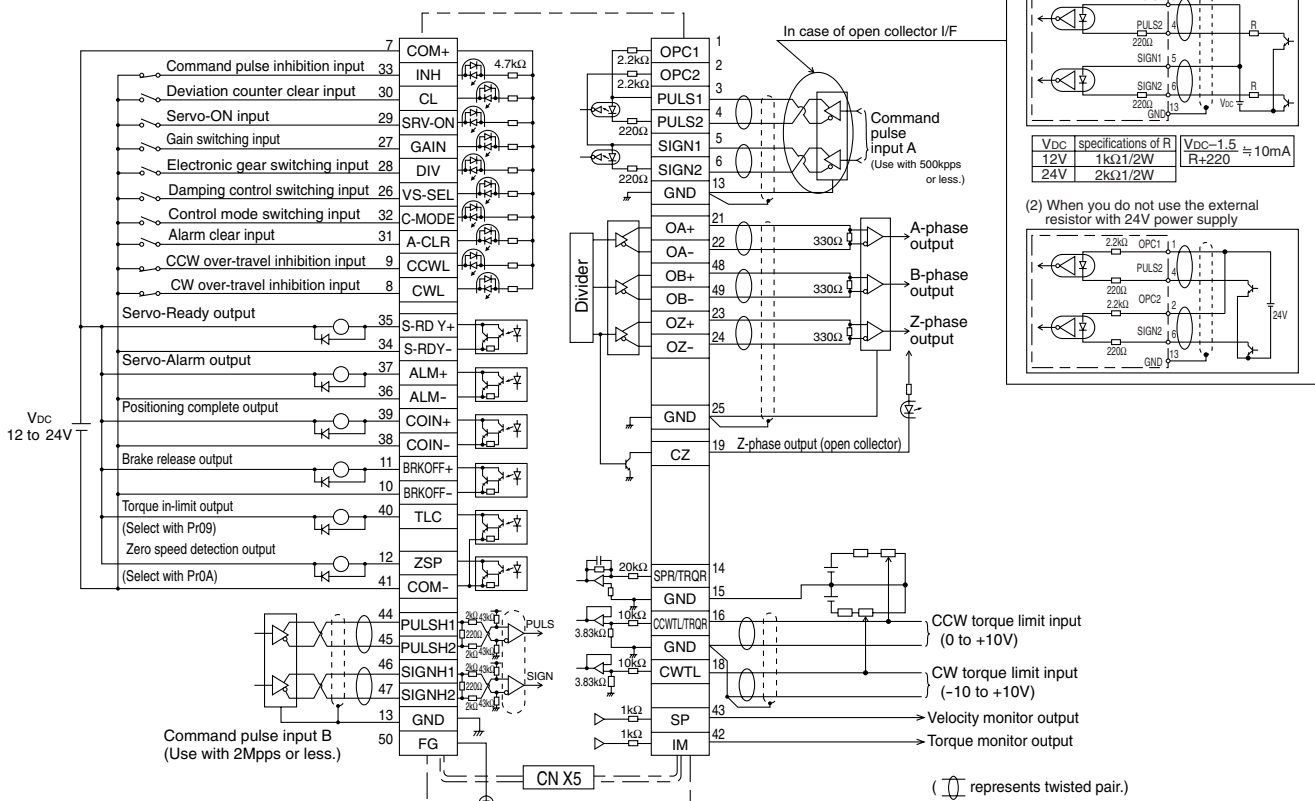 7 COM+
Command pulse inhibition input 33 INH 4.7kΩ
Deviation counter clear input 30 CL
Servo-ON input 29 SRV-ON
Gain switching input 27 GAIN
Electronic gear switching input 28 DIV
Damping control switching input 26 VS-SEL
Control mode switching input 32 C-MODE
Alarm clear input 31 A-CLR
CCW over-travel inhibition input 9 CCWL
CW over-travel inhibition input 8 CWL
Servo-Ready output 35 S-RD Y+
34 S-RDY-
Servo-Alarm output 37 ALM+
36 ALM-
VDC
12 to 24V
Positioning complete output 39 COIN+
38 COIN-
Brake release output 11 BRKOFF+
10 BRKOFF-
Torque in-limit output 40 TLC
(Select with Pr09)
Zero speed detection output 12 ZSP
(Select with Pr0A) 41 COM-
44 PULSH1 2kΩ 43kΩ
220Ω PULS
45 PULSH2 2kΩ 43kΩ
46 SIGNH1 2kΩ 43kΩ
220Ω SIGN
47 SIGNH2 2kΩ 43kΩ
13 GND
50 FG
Command pulse input B
(Use with 2Mpps or less.)
CN X5
In case of open collector I/F
2.2kΩ OPC1 1
2.2kΩ OPC2 2
PULS1 3
220Ω PULS2 4
SIGN1 5
220Ω SIGN2 6
GND 13
Command
pulse
input A
(Use with 500kpps
or less.)
Divider
OA+ 21
OA- 22 330Ω
A-phase
output
OB+ 48
OB- 49 330Ω
B-phase
output
OZ+ 23
OZ- 24 330Ω
Z-phase
output
GND 25
CZ 19 Z-phase output (open collector)
20kΩ SPR/TRQR 14
GND 15
10kΩ CCWTL/TRQR 16
3.83kΩ
GND
10kΩ CWTL 18
3.83kΩ
CCW torque limit input
(0 to +10V)
CW torque limit input
(-10 to +10V)
1kΩ SP 43 Velocity monitor output
1kΩ IM 42 Torque monitor output
( represents twisted pair.)
PULS2 4 R
220Ω
SIGN1 5
SIGN2 6 R
220Ω
GND 13 VDC
VDC specifications of R
12V 1kΩ1/2W
24V 2kΩ1/2W
VDC–1.5
R+220
≒10mA
(2) When you do not use the external
resistor with 24V power supply
2.2kΩ OPC1 1
PULS2 4
220Ω
2.2kΩ OPC2 2
24V
SIGN2 6
220Ω
GND 13